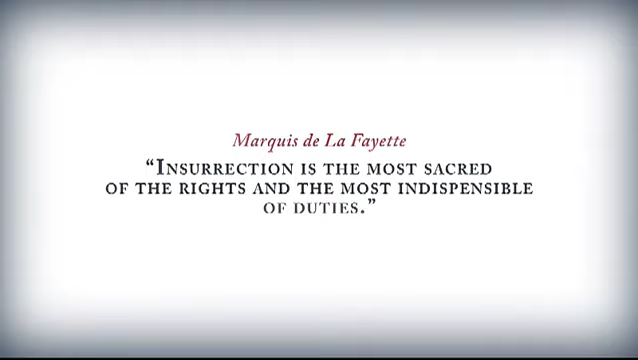 Marquis de La Fayette
“Insurrection is the most sacred
of the rights and the most indispensible
of duties.”